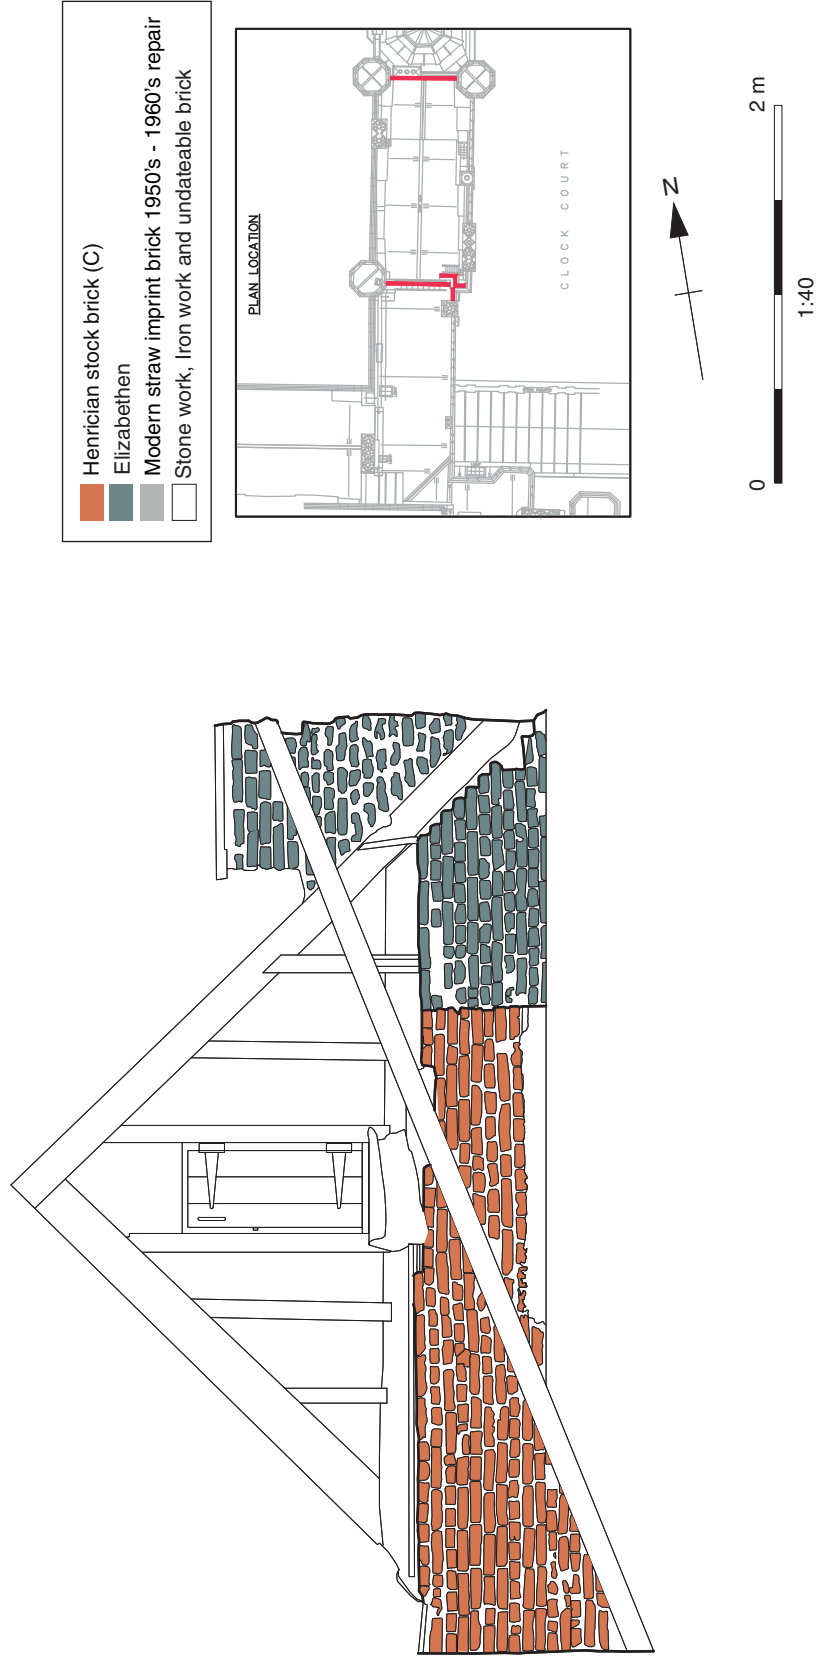 Henrician stock brick (C)
Elizabethen
Modern straw imprint brick 1950's - 1960's repair
Stone work, Iron work and undateable brick
PLAN LOCATION
CLOCK COURT
N
0
2 m
1:40